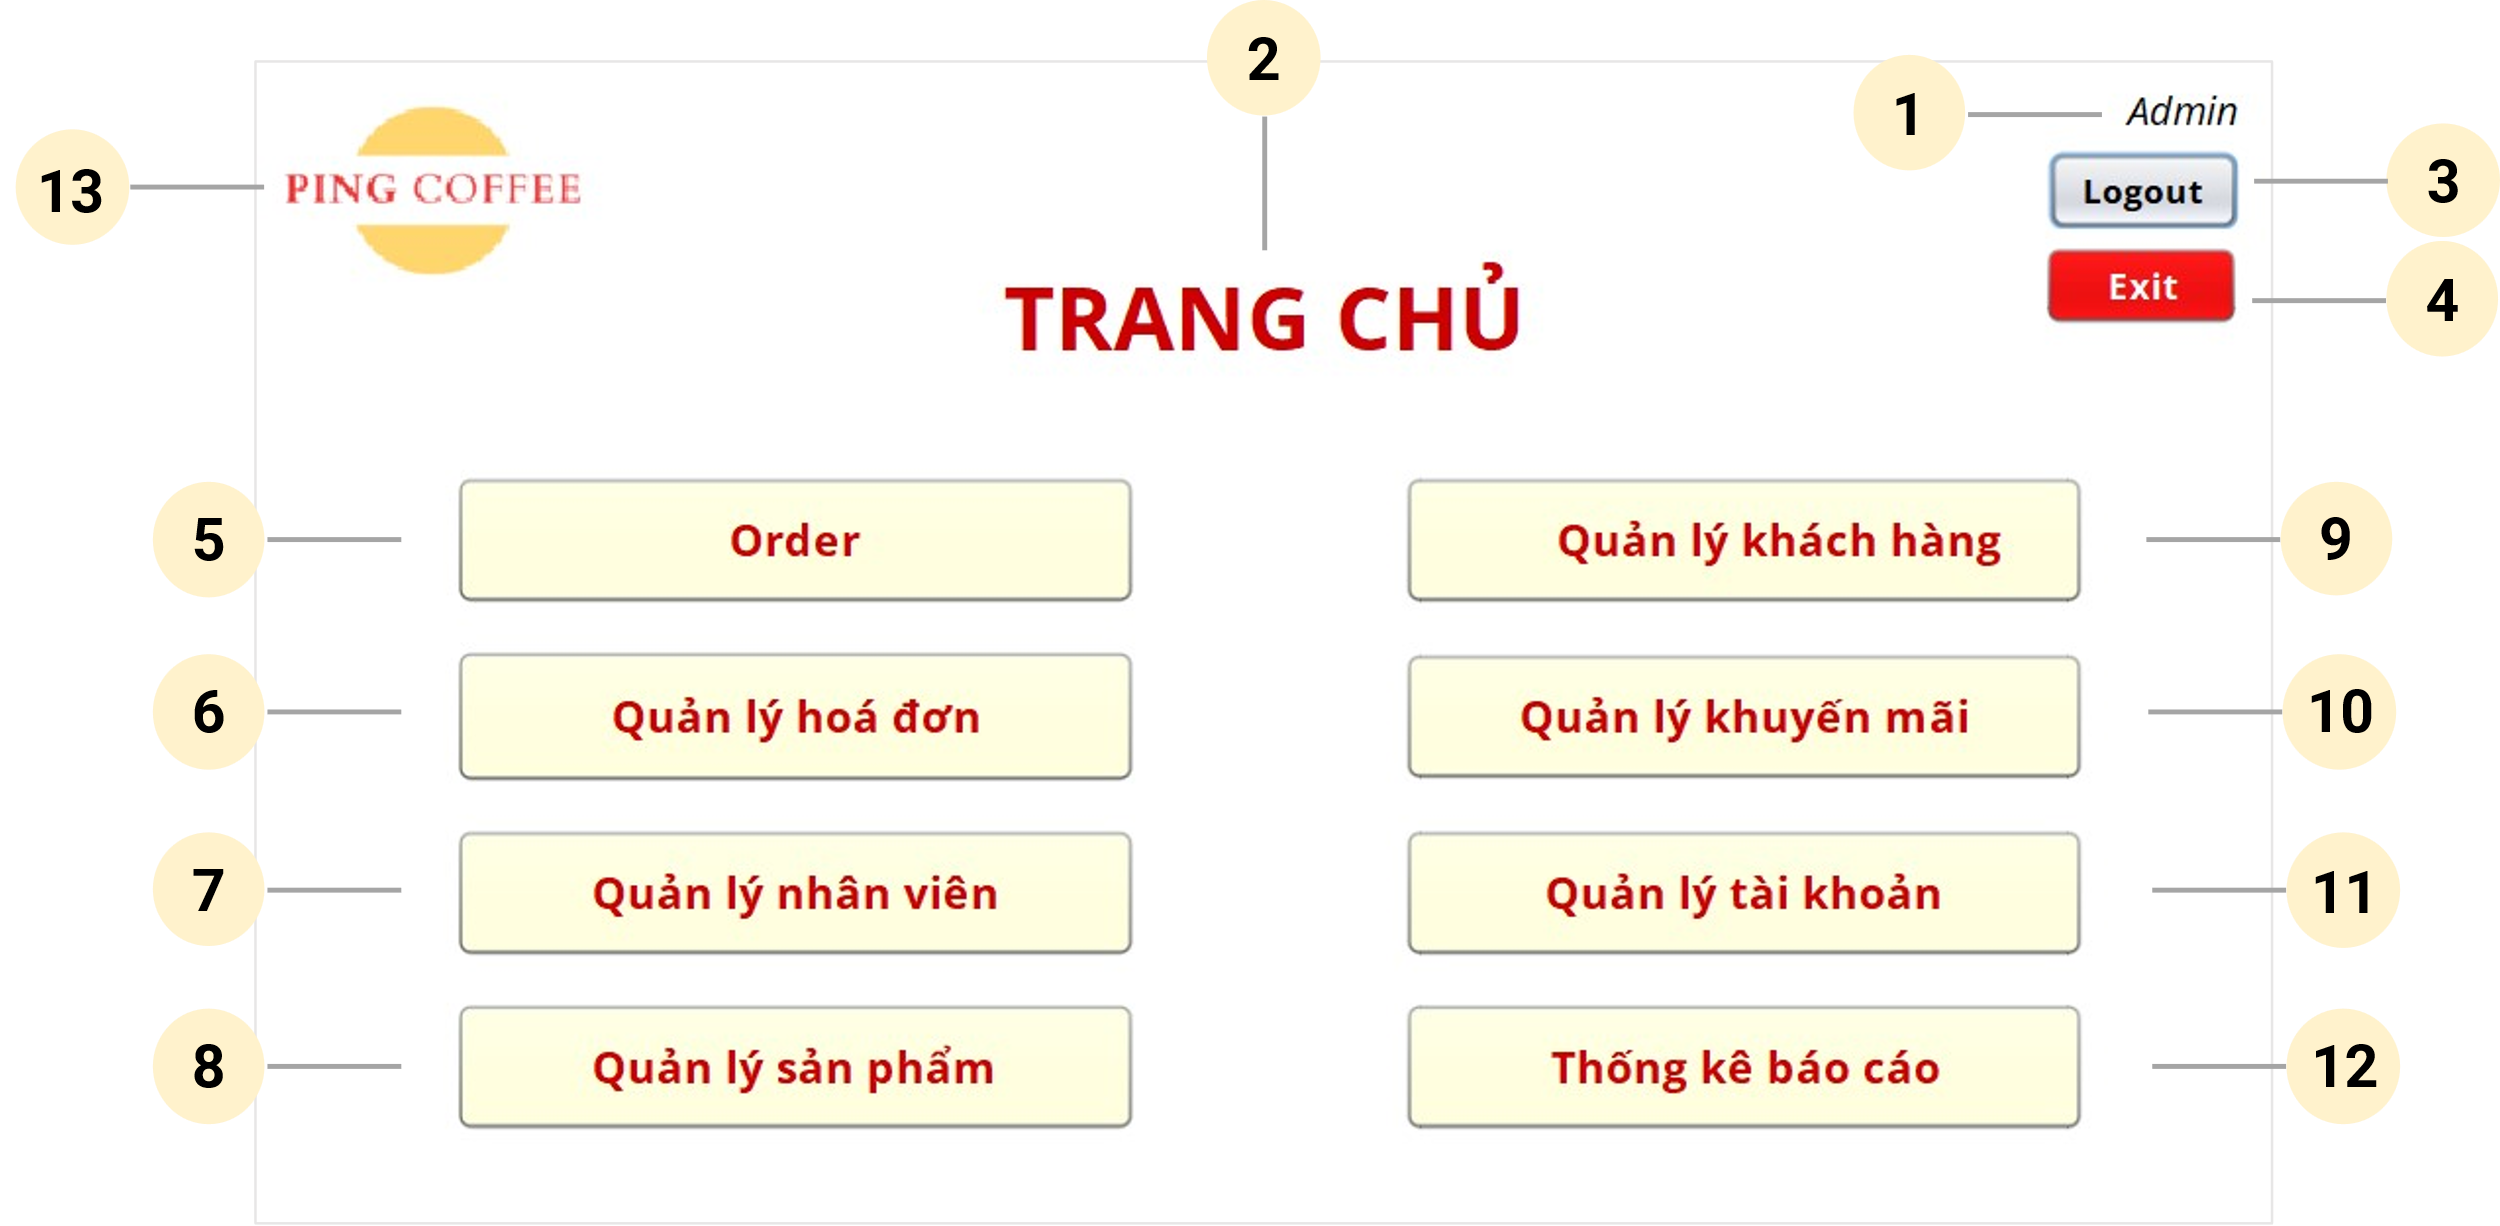 2
1
Admin
13
PING COFFEE
Logout
3
Exit
4
TRANG CHỦ
5
Order
Quản lý khách hàng
9
6
Quản lý hoá đơn
Quản lý khuyến mãi
10
7
Quản lý nhân viên
Quản lý tài khoản
11
8
Quản lý sản phẩm
Thống kê báo cáo
12